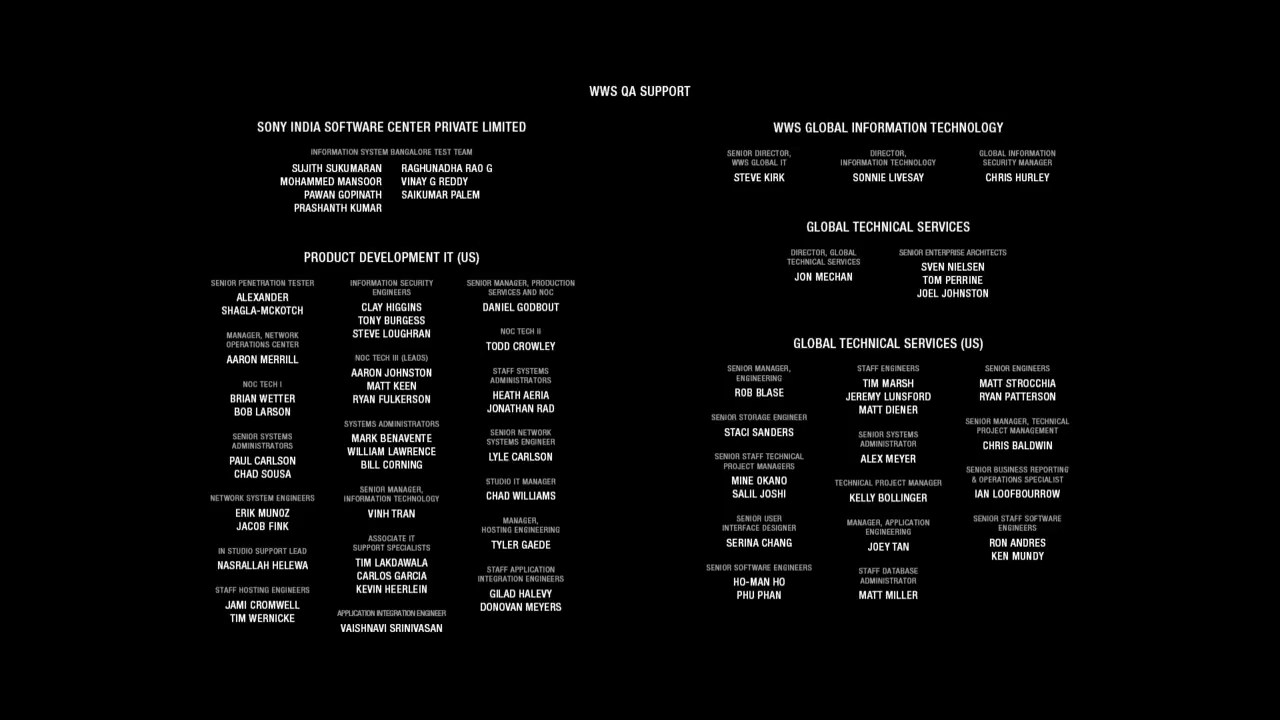 WWS QA SUPPORT
SONY INDIA SOFTWARE CENTER PRIVATE LIMITED
INFORMATION SYSTEM BANGALORE TEST TEAM
SUJITH SUKUMARAN RAGHUNADHA RAO G
MOHAMMED MANSOOR VINAY G REDDY
PAWAN GOPINATH SAIKUMAR PALEM
PRASHANTH KUMAR
PRODUCT DEVELOPMENT IT (US)
SENIOR PENETRATION TESTER
ALEXANDER
SHAGLA-MCKOTCH
MANAGER, NETWORK
OPERATIONS CENTER
AARON MERRILL
NOC TECH I
BRIAN WETTER
BOB LARSON
SENIOR SYSTEMS
ADMINISTRATORS
PAUL CARLSON
CHAD SOUSA
NETWORK SYSTEM ENGINEERS
ERIK MUNOZ
JACOB FINK
IN STUDIO SUPPORT LEAD
NASRALLAH HELEWA
STAFF HOSTING ENGINEERS
JAMI CROMWELL
TIM WERNICKE
INFORMATION SECURITY
ENGINEERS
CLAY HIGGINS
TONY BURGESS
STEVE LOUGHRAN
NOC TECH III (LEADS)
AARON JOHNSTON
MATT KEEN
RYAN FULKERSON
SYSTEMS ADMINISTRATORS
MARK BENAVENTE
WILLIAM LAWRENCE
BILL CORNING
SENIOR MANAGER,
INFORMATION TECHNOLOGY
VINH TRAN
ASSOCIATE IT
SUPPORT SPECIALISTS
TIM LAKDAWALA
CARLOS GARCIA
KEVIN HEERLEIN
APPLICATION INTEGRATION ENGINEER
VAISHNAVI SRINIVASAN
SENIOR MANAGER, PRODUCTION
SERVICES AND NOC
DANIEL GODBOUT
NOC TECH II
TODD CROWLEY
STAFF SYSTEMS
ADMINISTRATORS
HEATH AERIA
JONATHAN RAD
SENIOR NETWORK
SYSTEMS ENGINEER
LYLE CARLSON
STUDIO IT MANAGER
CHAD WILLIAMS
MANAGER,
HOSTING ENGINEERING
TYLER GAEDE
STAFF APPLICATION
INTEGRATION ENGINEERS
GILAD HALEVY
DONOVAN MEYERS
WWS GLOBAL INFORMATION TECHNOLOGY
SENIOR DIRECTOR,
WWS GLOBAL IT
STEVE KIRK
DIRECTOR,
INFORMATION TECHNOLOGY
SONNIE LIVESAY
GLOBAL INFORMATION
SECURITY MANAGER
CHRIS HURLEY
GLOBAL TECHNICAL SERVICES
DIRECTOR, GLOBAL
TECHNICAL SERVICES
JON MECHAN
SENIOR ENTERPRISE ARCHITECTS
SVEN NIELSEN
TOM PERRINE
JOEL JOHNSTON
GLOBAL TECHNICAL SERVICES (US)
SENIOR MANAGER,
ENGINEERING
ROB BLASE
SENIOR STORAGE ENGINEER
STACI SANDERS
SENIOR STAFF TECHNICAL
PROJECT MANAGERS
MINE OKANO
SALIL JOSHI
SENIOR USER
INTERFACE DESIGNER
SERINA CHANG
SENIOR SOFTWARE ENGINEERS
HO-MAN HO
PHU PHAN
STAFF ENGINEERS
TIM MARSH
JEREMY LUNSFORD
MATT DIENER
SENIOR SYSTEMS
ADMINISTRATOR
ALEX MEYER
TECHNICAL PROJECT MANAGER
KELLY BOLLINGER
MANAGER, APPLICATION
ENGINEERING
JOEY TAN
STAFF DATABASE
ADMINISTRATOR
MATT MILLER
SENIOR ENGINEERS
MATT STROCCHIA
RYAN PATTERSON
SENIOR MANAGER, TECHNICAL
PROJECT MANAGEMENT
CHRIS BALDWIN
SENIOR BUSINESS REPORTING
& OPERATIONS SPECIALIST
IAN LOOFBOURROW
SENIOR STAFF SOFTWARE
ENGINEERS
RON ANDRES
KEN MUNDY